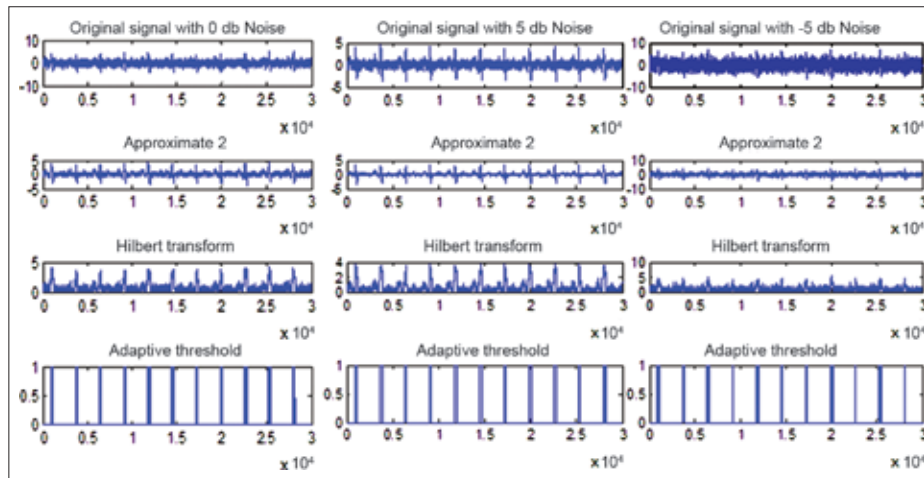 Original signal with 0 db Noise Original signal with 5 db Noise Original signal with -5 db Noise
10 5 10
0 0 0
-10 -5 -10
0 0.5 1 1.5 2 2.5 3 0 0.5 1 1.5 2 2.5 3 0 0.5 1 1.5 2 2.5 3
x10⁴ x 10⁴ x 10⁴
Approximate 2 Approximate 2 Approximate 2
5 5 10
0 0 0
-5 -5 -10
0 0.5 1 1.5 2 2.5 3 0 0.5 1 1.5 2 2.5 3 0 0.5 1 1.5 2 2.5 3
x 10⁴ x 10⁴ x 10⁴
Hilbert transform Hilbert transform Hilbert transform
5 4 10
2 5
0 0 0
0 0.5 1 1.5 2 2.5 3 0 0.5 1 1.5 2 2.5 3 0 0.5 1 1.5 2 2.5 3
x 10⁴ x 10⁴ x 10⁴
Adaptive threshold Adaptive threshold Adaptive threshold
1 1 1
0.5 0.5 0.5
0 0 0
0 0.5 1 1.5 2 2.5 3 0 0.5 1 1.5 2 2.5 3 0 0.5 1 1.5 2 2.5 3
x 10⁴ x 10⁴ x 10⁴